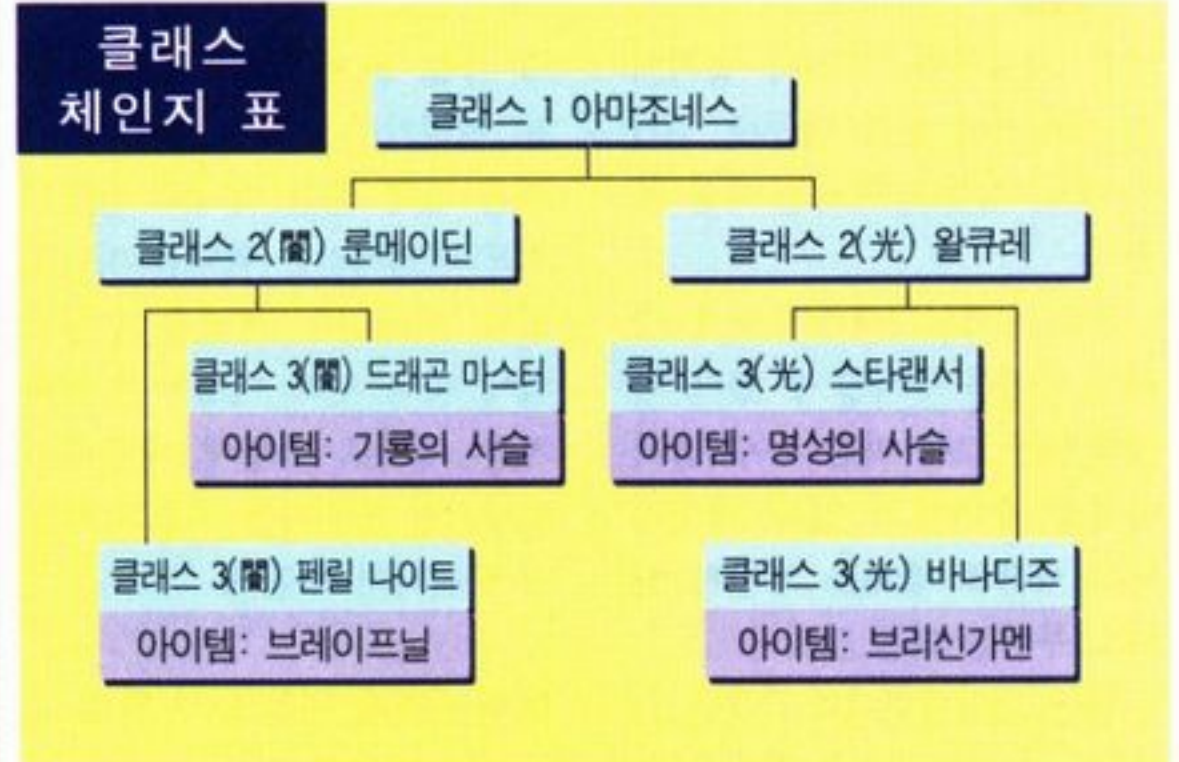 클래스
체인지 표
클래스 1 아마조네스
클래스 2(闇) 룬메이딘
클래스 2(光) 왈큐레
클래스 3(闇) 드래곤 마스터
아이템: 기룡의 사슬
클래스 3(光) 스타랜서
아이템: 명성의 사슬
클래스 3(闇) 펜릴 나이트
아이템: 브레이프닐
클래스 3(光) 바나디즈
아이템: 브리신가멘